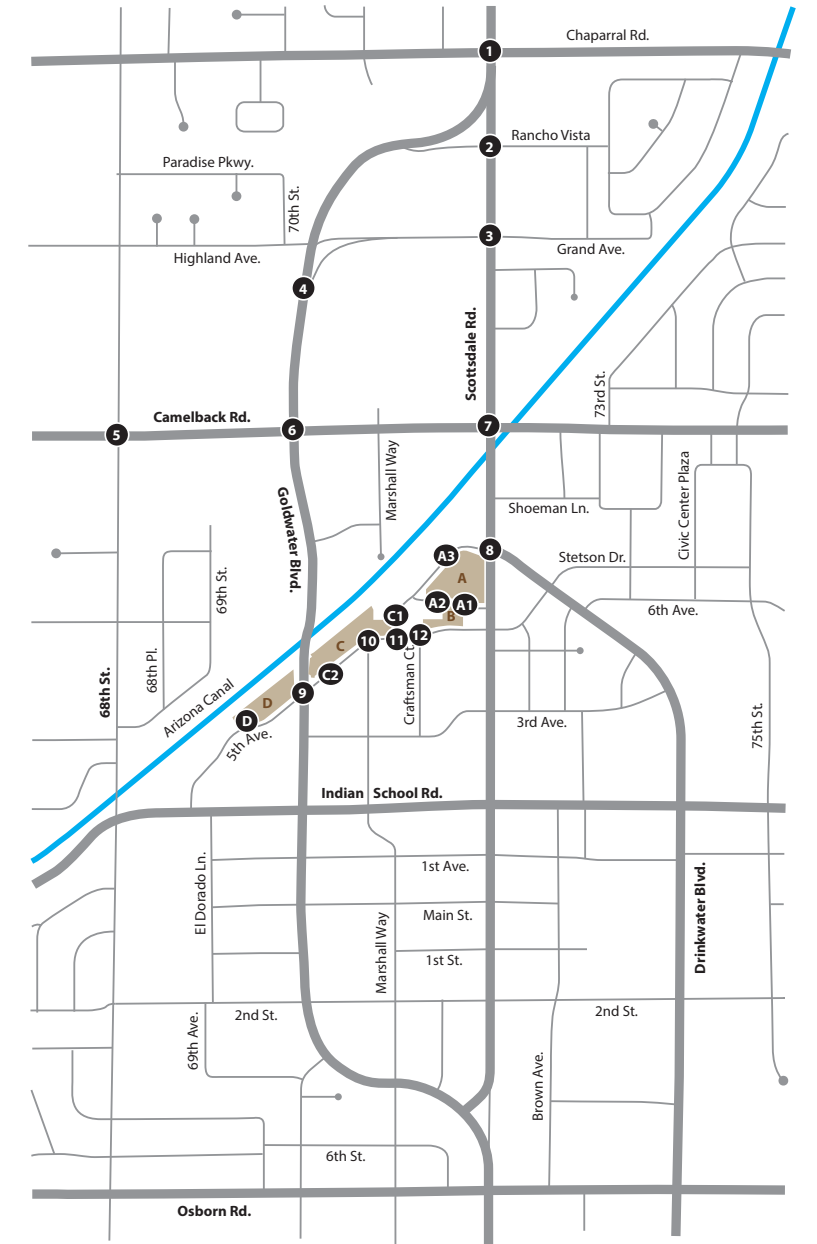 Chaparral Rd.
1
Rancho Vista
2
Paradise Pkwy.
70th St.
3
Grand Ave.
Highland Ave.
4
Scottsdale Rd.
73rd St.
Camelback Rd.
5
6
7
Marshall Way
Civic Center Plaza
Goldwater Blvd.
Shoeman Ln.
8
A3
Stetson Dr.
A
69th St.
A2
A1
6th Ave.
C1
B
10
11
12
C
68th Pl.
C2
Craftsman Ct.
68th St.
Arizona Canal
9
D
D
3rd Ave.
75th St.
5th Ave.
Indian School Rd.
El Dorado Ln.
1st Ave.
Drinkwater Blvd.
Main St.
Marshall Way
1st St.
2nd St.
2nd St.
69th Ave.
Brown Ave.
6th St.
Osborn Rd.